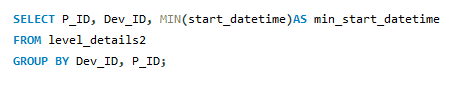 SELECT P_ID, Dev_ID, MIN(start_datetime)AS min_start_datetime
FROM level_details2
GROUP BY Dev_ID, P_ID;